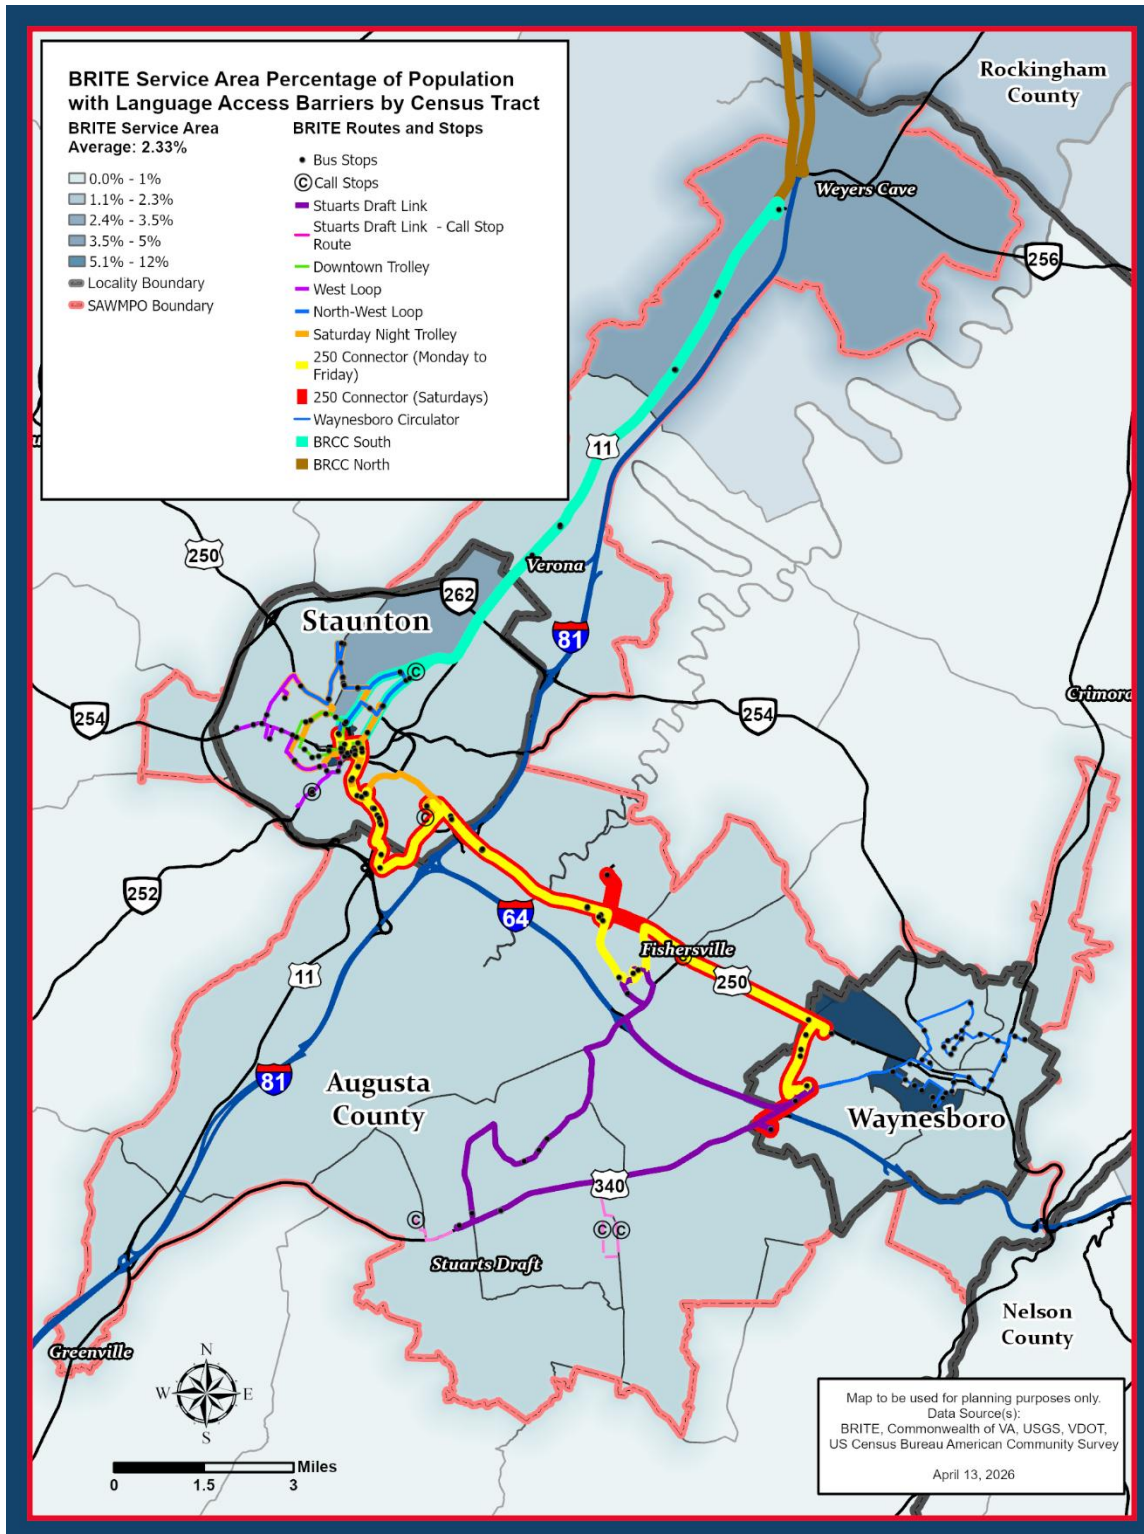 BRITE Service Area Percentage of Population
with Language Access Barriers by Census Tract
BRITE Service Area
Average: 2.33%
0.0% - 1%
1.1% - 2.3%
2.4% - 3.5%
3.5% - 5%
5.1% - 12%
Locality Boundary
SAWMPO Boundary
BRITE Routes and Stops
Bus Stops
C Call Stops
Stuarts Draft Link
Stuarts Draft Link - Call Stop
Route
Downtown Trolley
West Loop
North-West Loop
Saturday Night Trolley
250 Connector (Monday to
Friday)
250 Connector (Saturdays)
Waynesboro Circulator
BRCC South
BRCC North
Rockingham
County
Weyers Cave
256
11
250
Verona
262
Staunton
81
C
254
254
Crimora
C
C
252
64
Fishersville
C
250
11
81
Augusta
County
Waynesboro
340
C
C C
Stuarts Draft
Nelson
County
Greenville
N
W E
S
Miles
0 1.5 3
Map to be used for planning purposes only.
Data Source(s):
BRITE, Commonwealth of VA, USGS, VDOT,
US Census Bureau American Community Survey
April 13, 2026